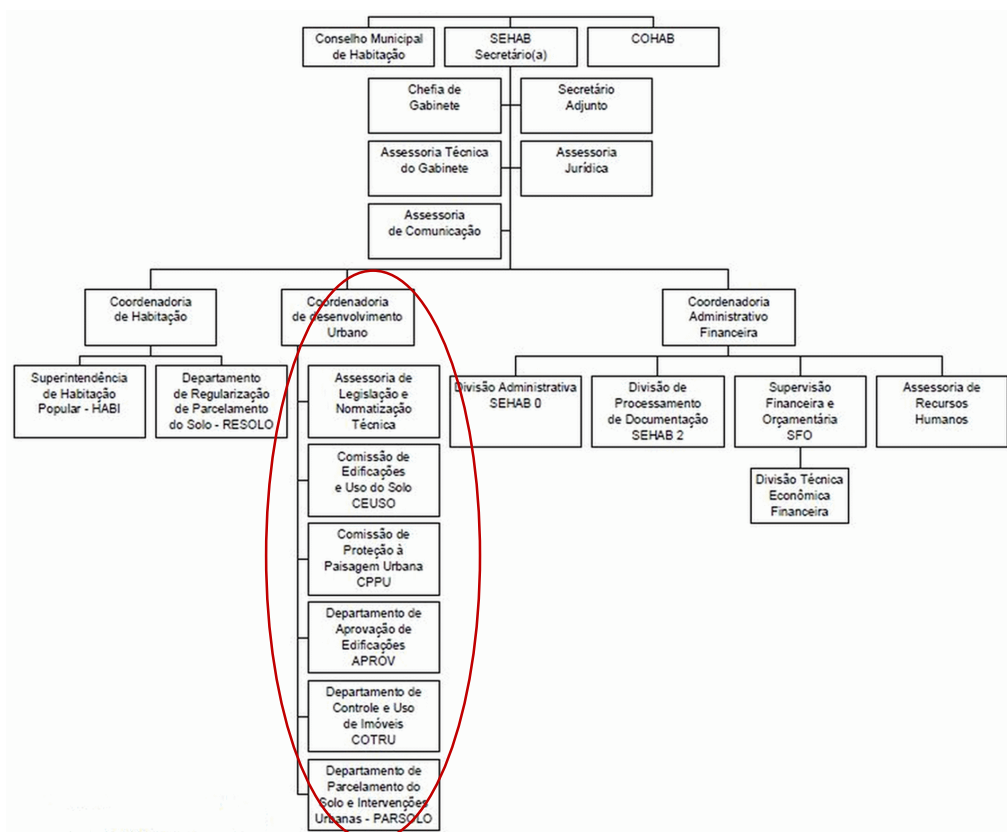 Conselho Municipal
de Habitação
SEHAB
Secretário(a)
COHAB
Chefia de
Gabinete
Secretário
Adjunto
Assessoria Técnica
do Gabinete
Assessoria
Jurídica
Assessoria
de Comunicação
Coordenadoria
de Habitação
Coordenadoria
de desenvolvimento
Urbano
Coordenadoria
Administrativo
Financeira
Superintendência
de Habitação
Popular - HABI
Departamento
de Regularização
de Parcelamento
do Solo - RESOLO
Assessoria de
Legislação e
Normatização
Técnica
Comissão de
Edificações
e Uso do Solo
CEUSO
Comissão de
Proteção à
Paisagem Urbana
CPPU
Departamento de
Aprovação de
Edificações
APROV
Departamento de
Controle e Uso
de Imóveis
COTRU
Departamento de
Parcelamento do
Solo e Intervenções
Urbanas - PARSOLO
Divisão Administrativa
SEHAB 0
Divisão de
Processamento
de Documentação
SEHAB 2
Supervisão
Financeira e
Orçamentária
SFO
Divisão Técnica
Econômica
Financeira
Assessoria de
Recursos
Humanos